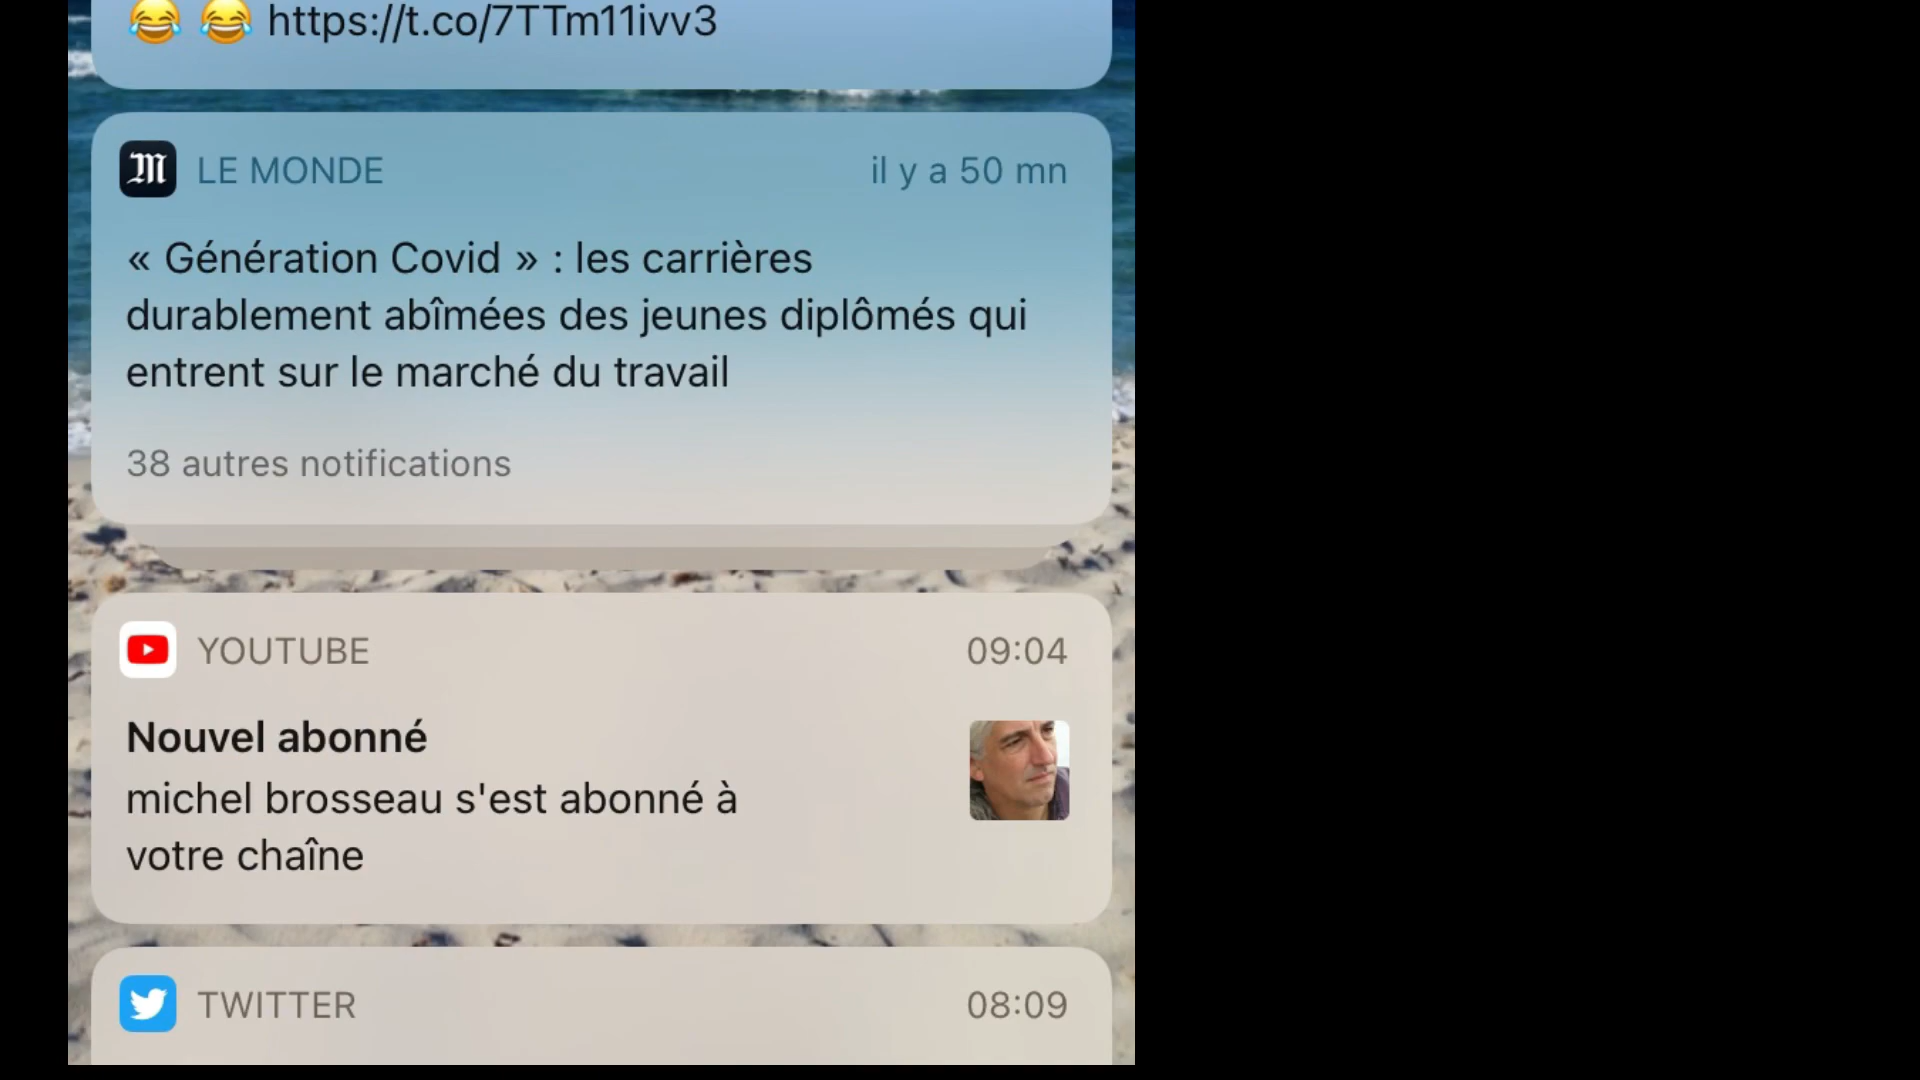 😂 😂 https://t.co/7TTm11ivv3
LE MONDE
il y a 50 mn
« Génération Covid » : les carrières
durablement abîmées des jeunes diplômés qui
entrent sur le marché du travail
38 autres notifications
YOUTUBE
09:04
Nouvel abonné
michel brosseau s'est abonné à
votre chaîne
TWITTER
08:09